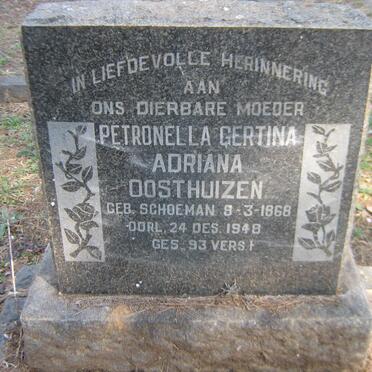 IN LIEFDEVOLLE HERINNERING
AAN
ONS DIERBARE MOEDER
PETRONELLA GERTINA
ADRIANA
OOSTHUIZEN
GEB. SCHOEMAN 9-3-1868
OORL. 24 DES. 1948
GES. 93 VERS. 1